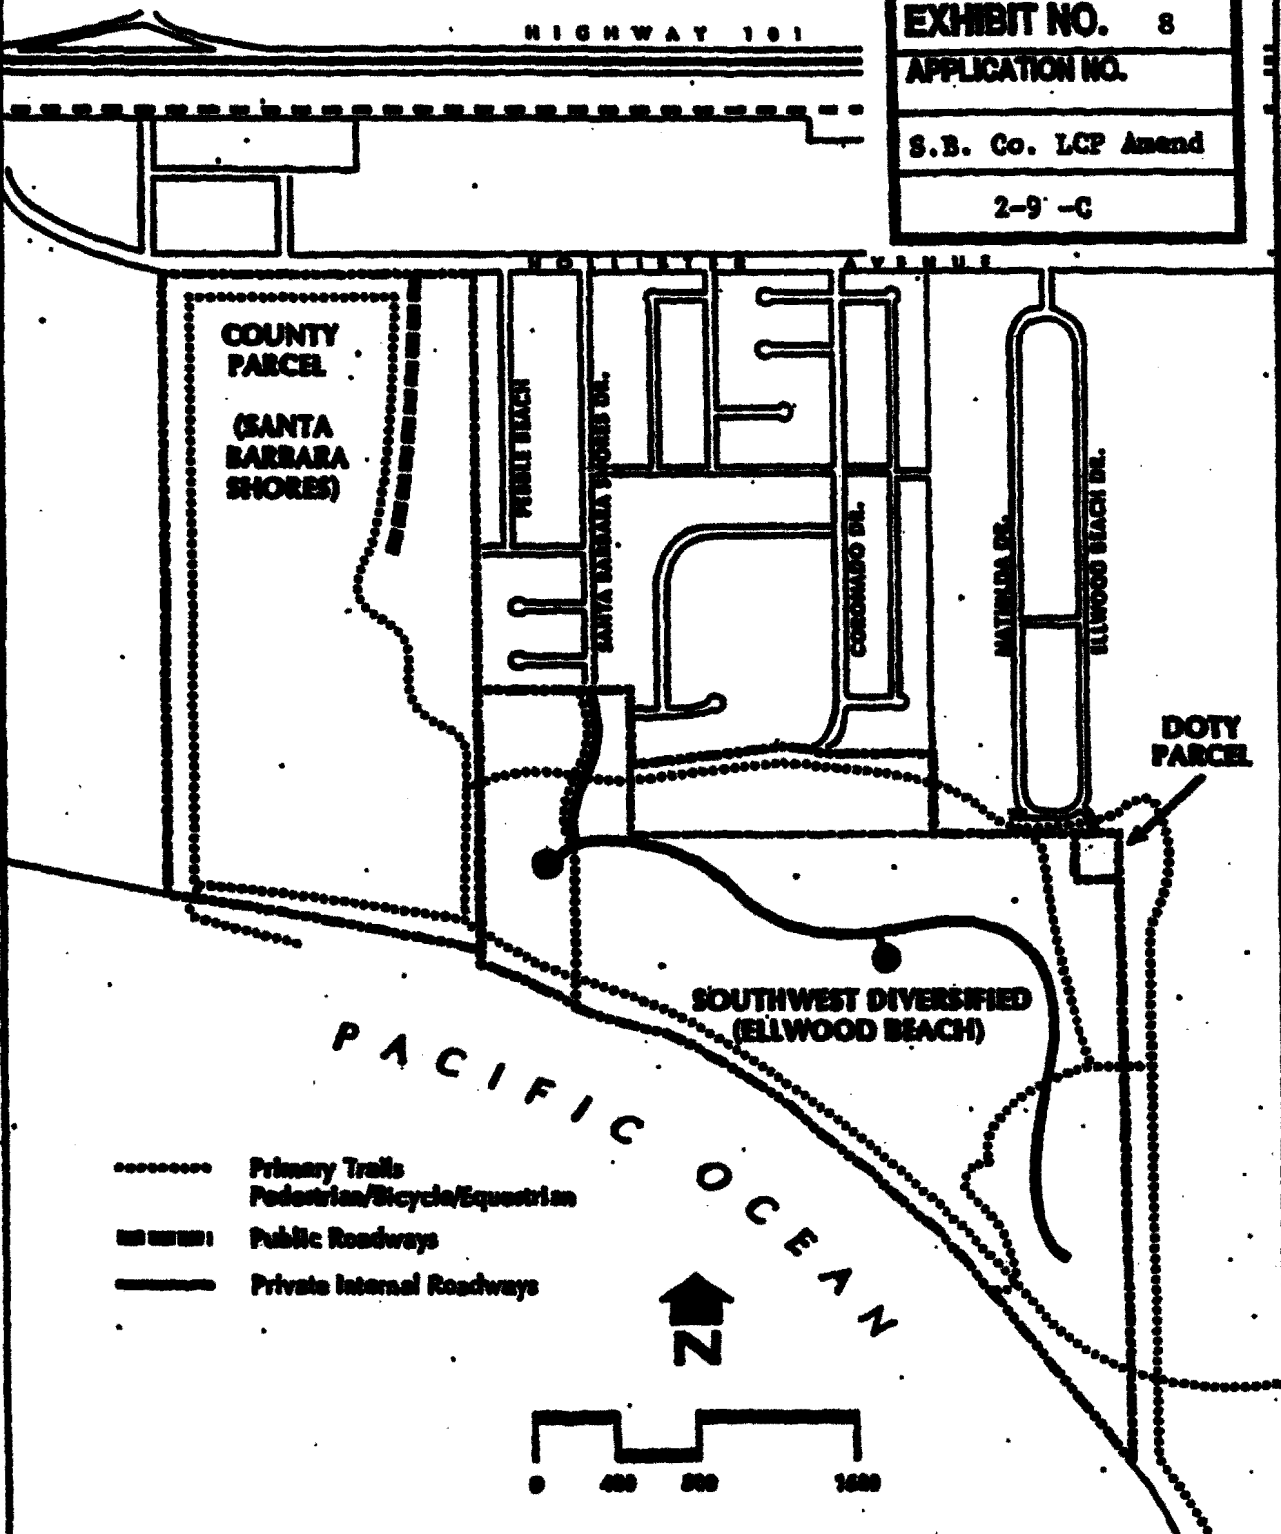 HIGHWAY 101
EXHIBIT NO. 8
APPLICATION NO.
S.B. Co. LCP Amend
2-9 -C
HOLLISTER AVENUE
COUNTY
PARCEL
(SANTA
BARBARA
SHORES)
PEBBLE BEACH
SANTA BARBARA SHORES DR.
CORONADO DR.
MATHILDA DR.
ELLWOOD BEACH DR.
DOTY
PARCEL
SOUTHWEST DIVERSIFIED
(ELLWOOD BEACH)
PACIFIC OCEAN
Primary Trails
Pedestrian/Bicycle/Equestrian
Public Roadways
Private Internal Roadways
N
0 400 800 1600